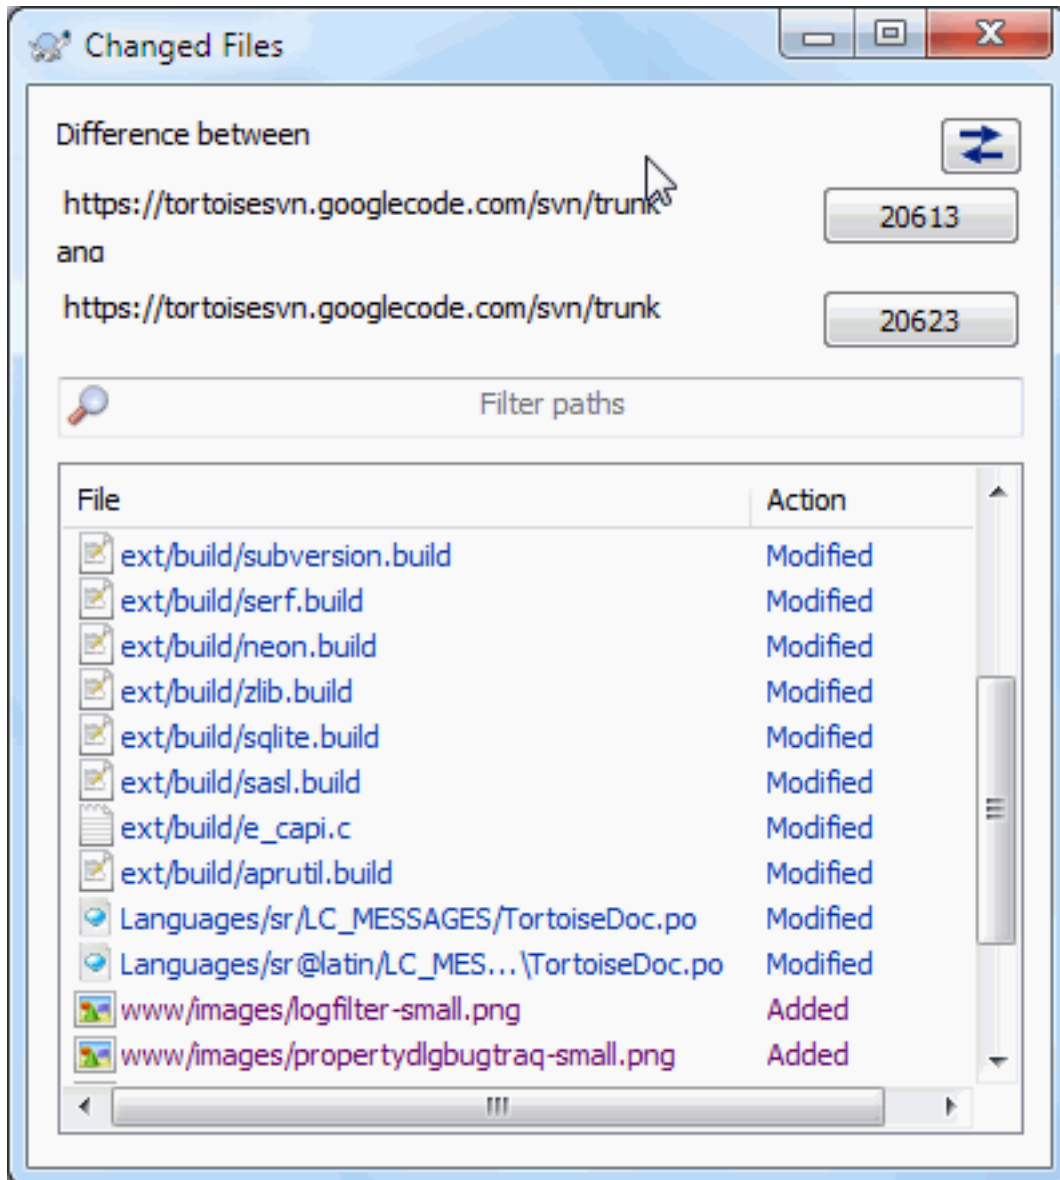 Changed Files
Difference between
https://tortoisesvn.googlecode.com/svn/trunk 20613
and
https://tortoisesvn.googlecode.com/svn/trunk 20623
Filter paths
File Action
ext/build/subversion.build Modified
ext/build/serf.build Modified
ext/build/neon.build Modified
ext/build/zlib.build Modified
ext/build/sqlite.build Modified
ext/build/sasl.build Modified
ext/build/e_capi.c Modified
ext/build/aprutil.build Modified
Languages/sr/LC_MESSAGES/TortoiseDoc.po Modified
Languages/sr@latin/LC_MES...\TortoiseDoc.po Modified
www/images/logfilter-small.png Added
www/images/propertydlgbugtraq-small.png Added